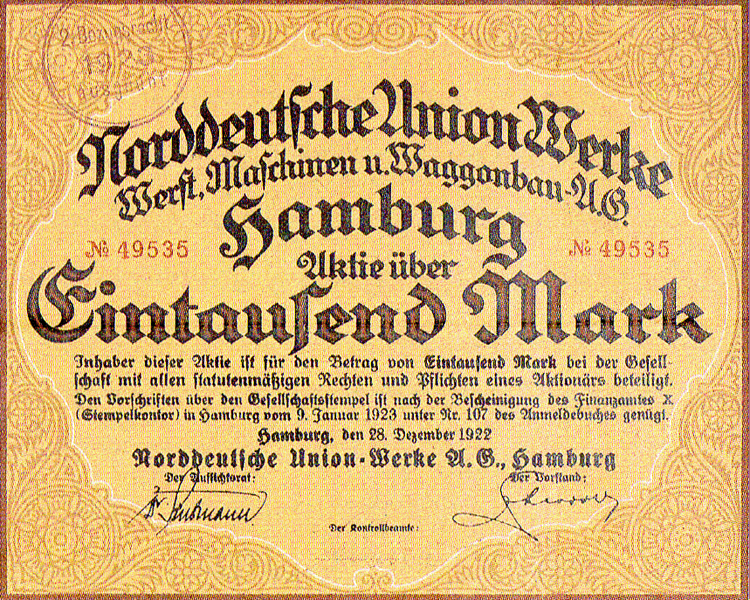 2. Bezugsrecht
ausgeübt
Norddeutsche Union Werke
Werft, Maschinen u. Waggonbau-A.G.
Hamburg
№ 49535 № 49535
Aktie über
Eintausend Mark
Inhaber dieser Aktie ist für den Betrag von Eintausend Mark bei der Gesell-
schaft mit allen statutenmäßigen Rechten und Pflichten eines Aktionärs beteiligt.
Den Vorschriften über den Gesellschaftsstempel ist nach der Bescheinigung des Finanzamtes X
(Stempelkontor) in Hamburg vom 9. Januar 1923 unter Nr. 107 des Anmeldebuches genügt.
Hamburg, den 28. Dezember 1922
Norddeutsche Union-Werke A.G., Hamburg
Der Aufsichtsrat: Der Vorstand:
Der Kontrollbeamte: